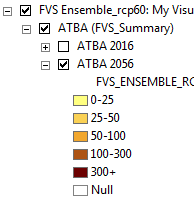 FVS Ensemble_rcp60: My Visu
ATBA (FVS_Summary)
ATBA 2016
ATBA 2056
FVS_ENSEMBLE_RC
0-25
25-50
50-100
100-300
300+
Null